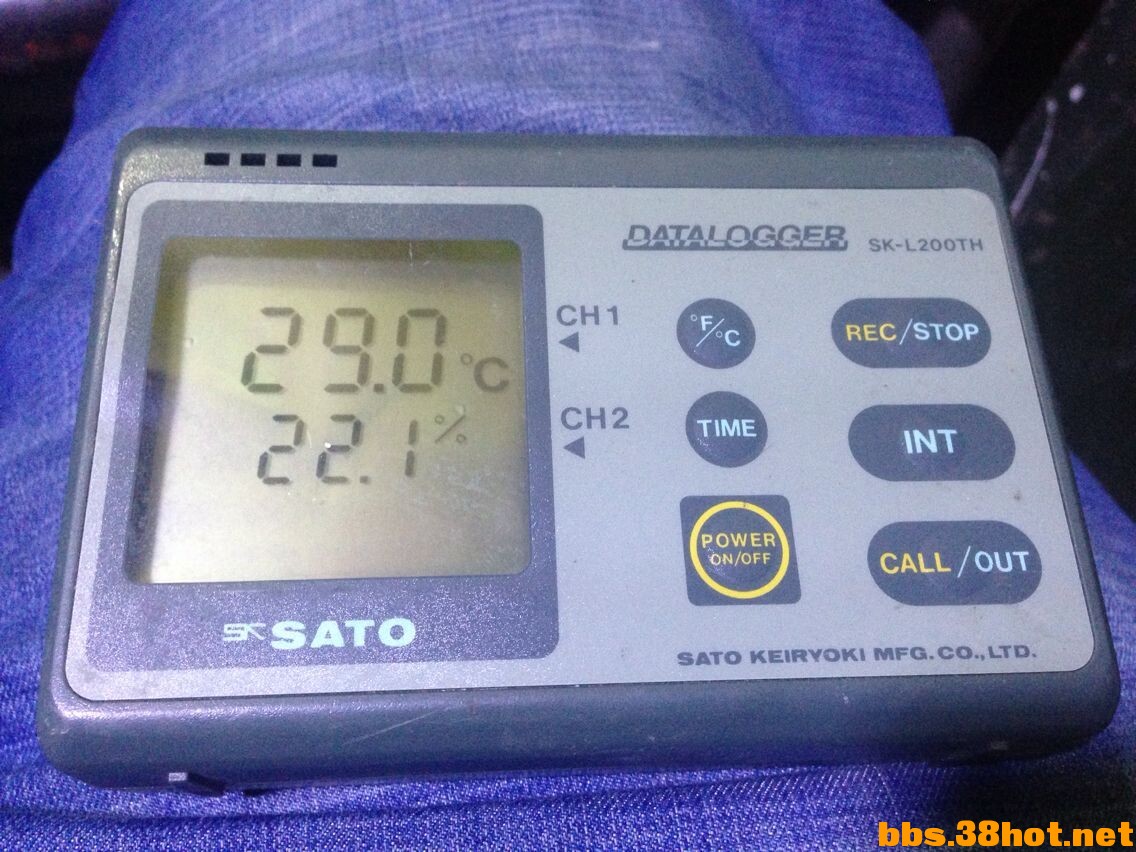 DATALOGGER SK-L200TH
29.0 °C
CH1
°F/°C
REC/STOP
22.1 %
CH2
TIME
INT
POWER
ON/OFF
CALL/OUT
SK SATO
SATO KEIRYOKI MFG.CO.,LTD.
bbs.38hot.net